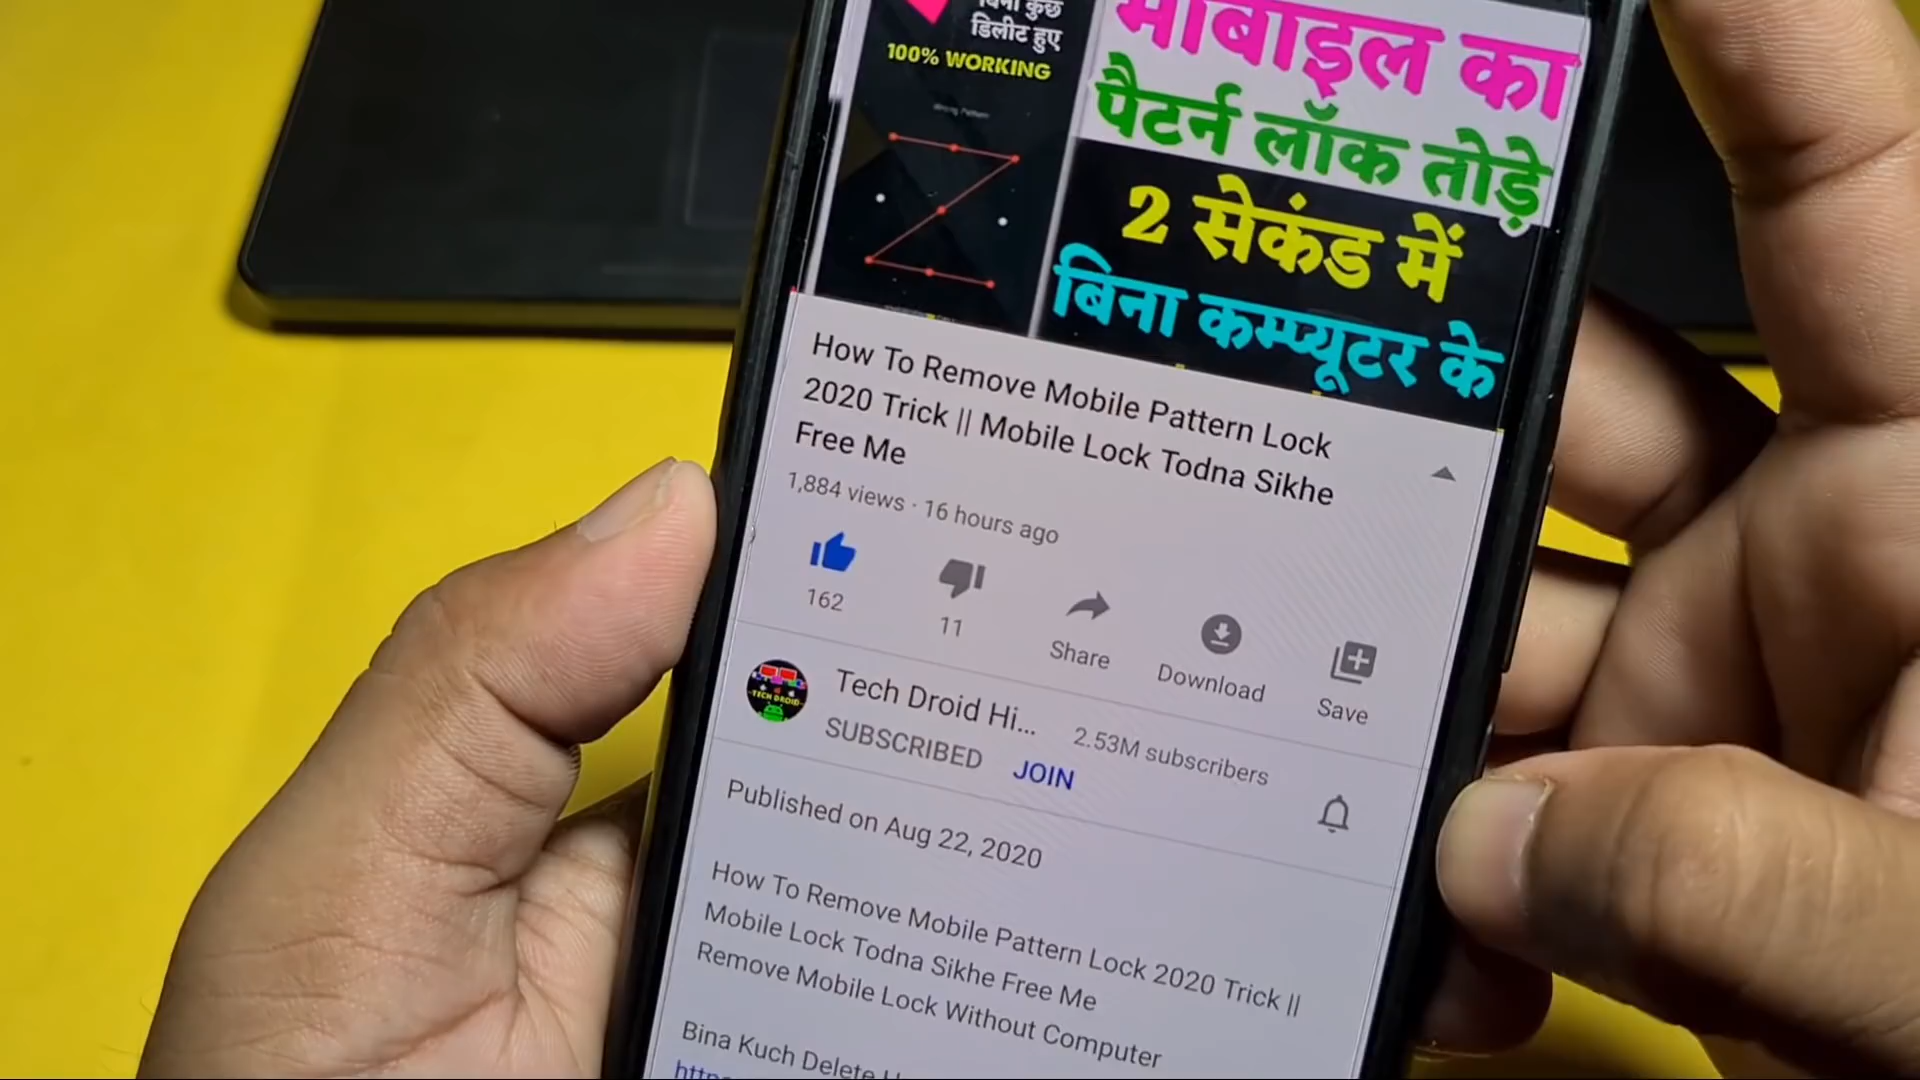 बिना कुछ
डिलीट हुए
100% WORKING
मोबाइल का
पैटर्न लॉक तोड़े
2 सेकंड में
बिना कम्प्यूटर के
How To Remove Mobile Pattern Lock
2020 Trick || Mobile Lock Todna Sikhe
Free Me
1,884 views · 16 hours ago
162
11
Share
Download
Save
TECH DROID
Tech Droid Hi...
2.53M subscribers
SUBSCRIBED
JOIN
Published on Aug 22, 2020
How To Remove Mobile Pattern Lock 2020 Trick ||
Mobile Lock Todna Sikhe Free Me
Remove Mobile Lock Without Computer
Bina Kuch Delete